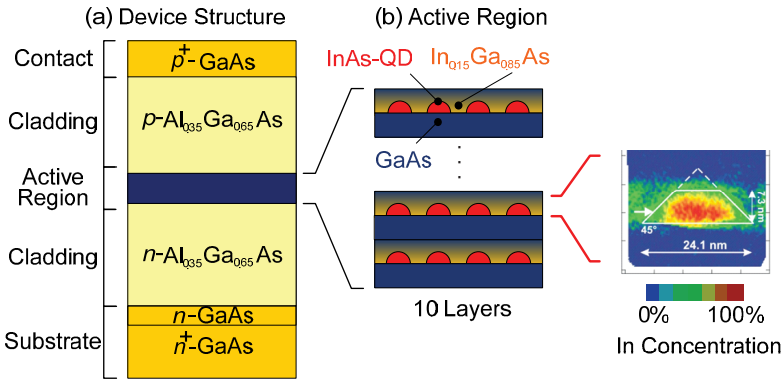 (a) Device Structure
Contact
Cladding
Active
Region
Cladding
Substrate
p⁺-GaAs
p-Al0.35Ga0.65As
n-Al0.35Ga0.65As
n-GaAs
n⁺-GaAs
(b) Active Region
InAs-QD
In0.15Ga0.85As
GaAs
10 Layers
7.3 nm
45°
24.1 nm
0% 100%
In Concentration